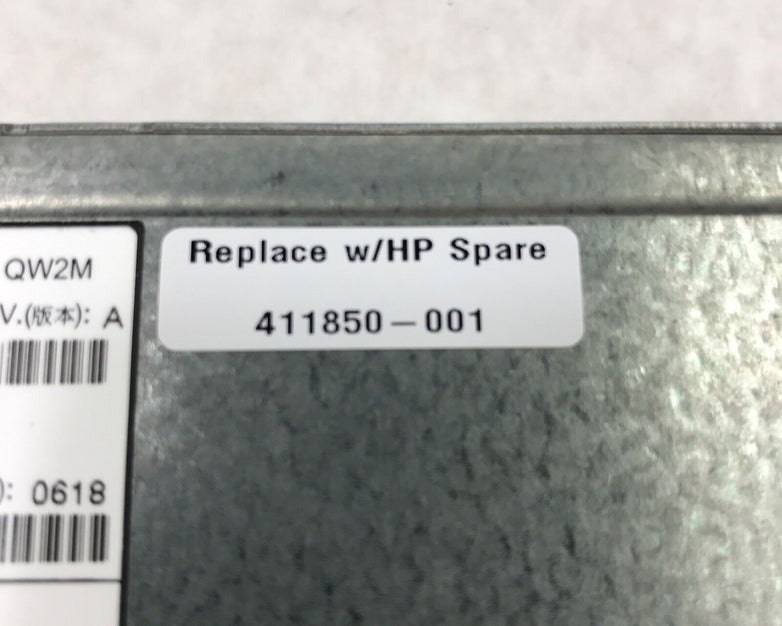 Replace w/HP Spare
411850-001
QW2M
V.(版本): A
): 0618